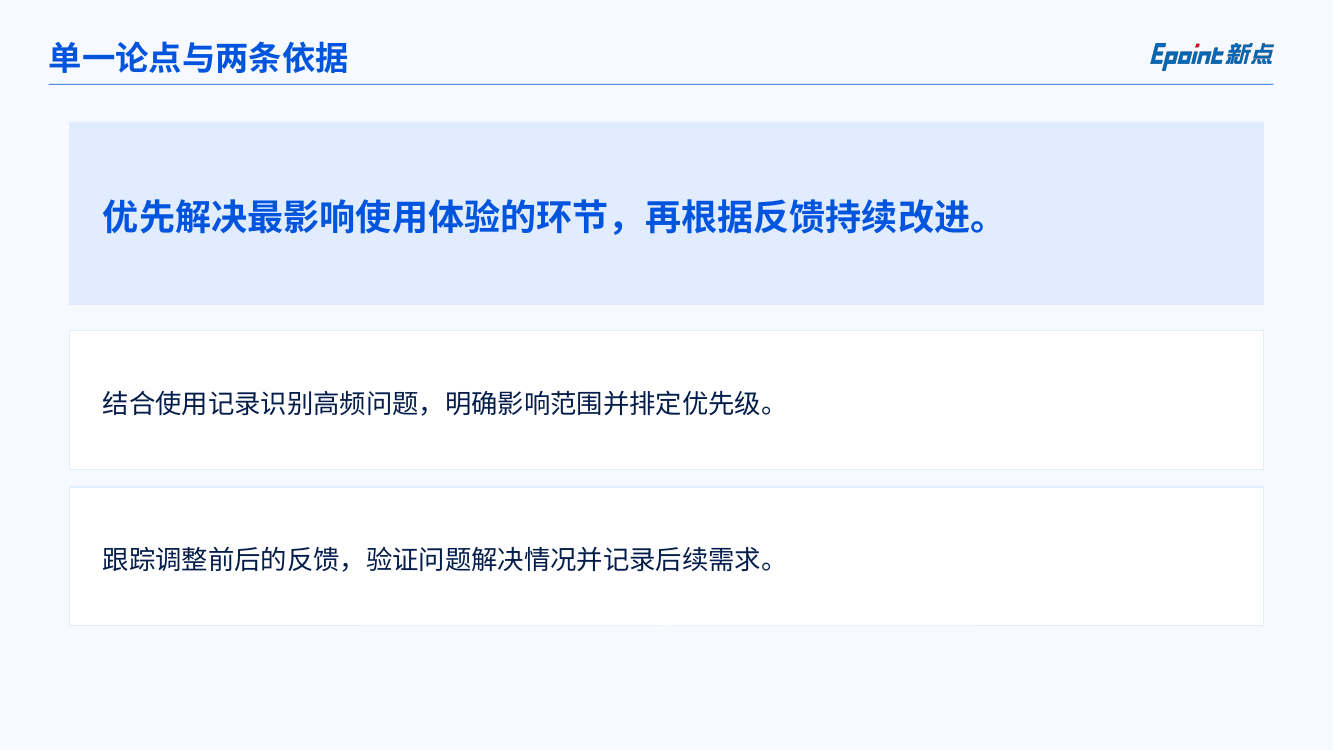 单一论点与两条依据
Epoint新点
优先解决最影响使用体验的环节，再根据反馈持续改进。
结合使用记录识别高频问题，明确影响范围并排定优先级。
跟踪调整前后的反馈，验证问题解决情况并记录后续需求。